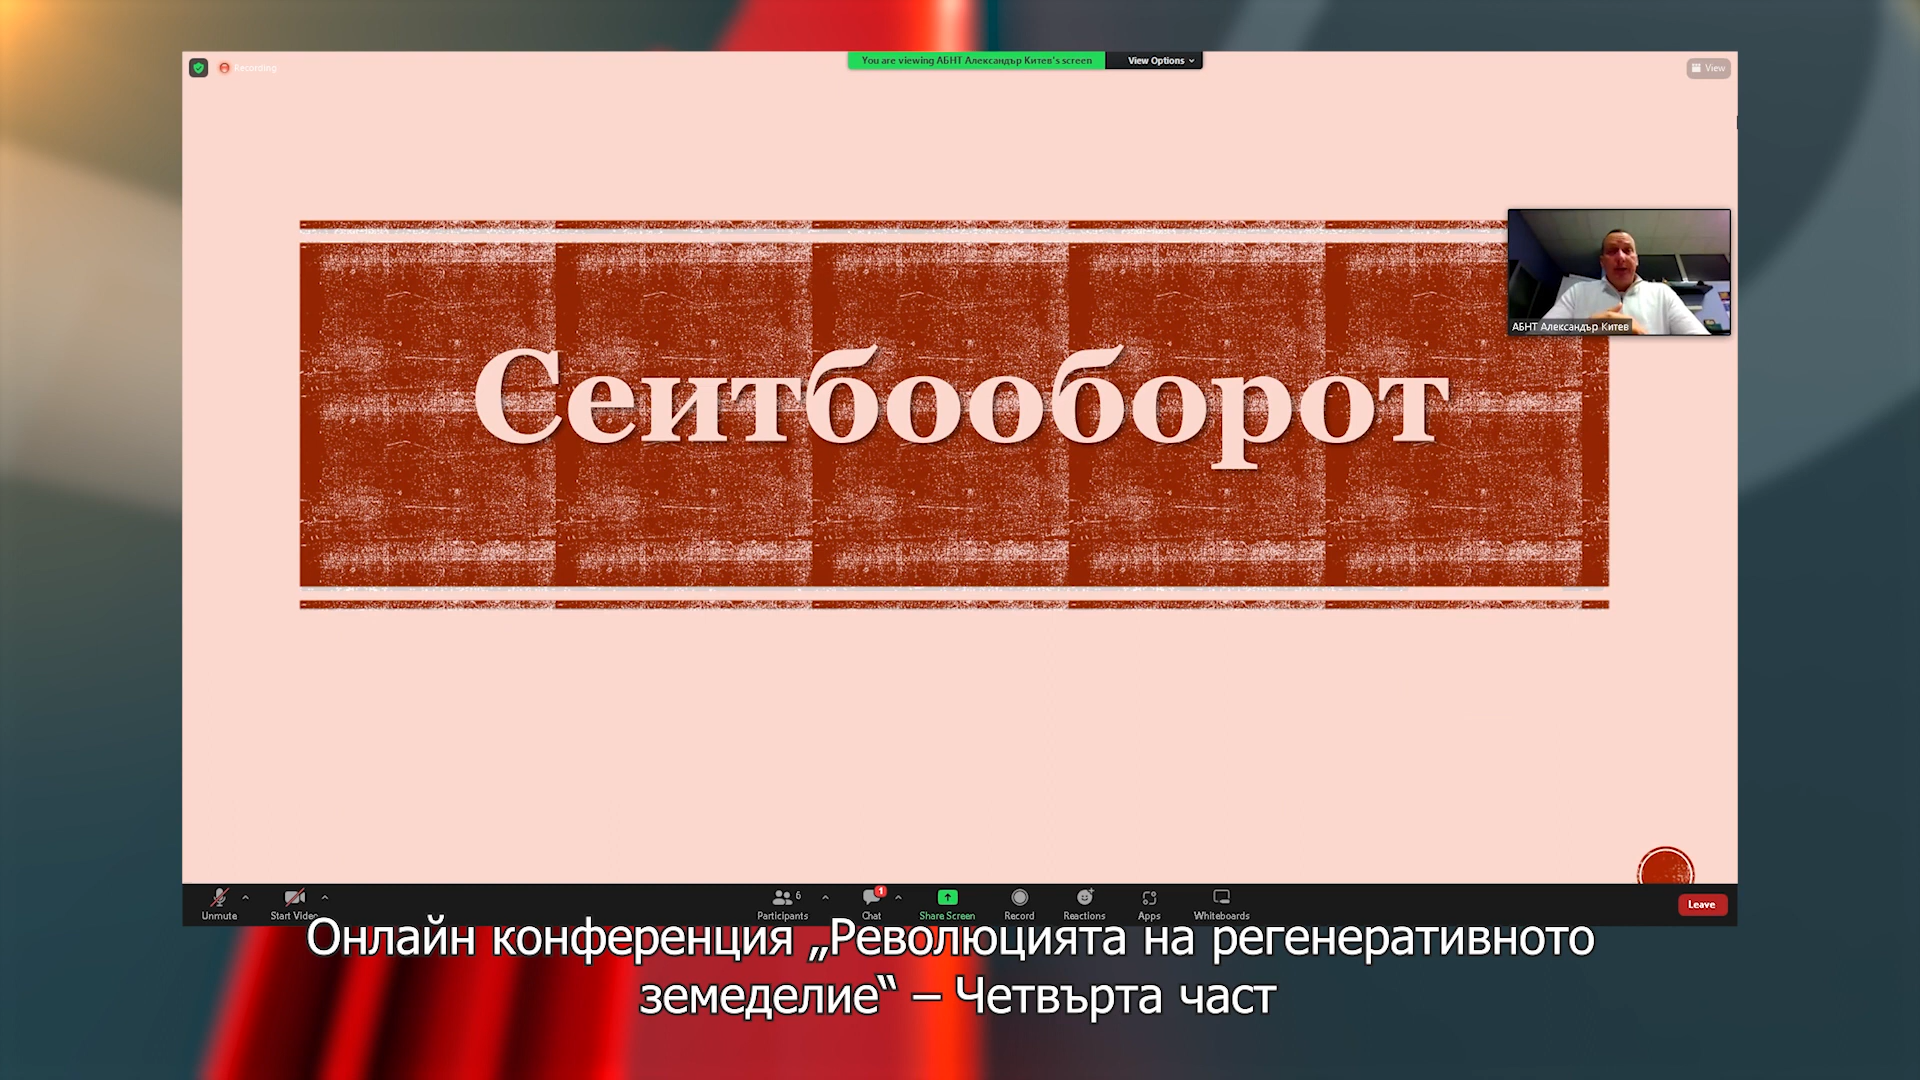 Recording
You are viewing АБНТ Александър Китев's screen
View Options
View
Сеитбооборот
АБНТ Александър Китев
Unmute
Start Video
Participants
6
Chat
1
Share Screen
Record
Reactions
Apps
Whiteboards
Leave
Онлайн конференция „Революцията на регенеративното
земеделие“ – Четвърта част